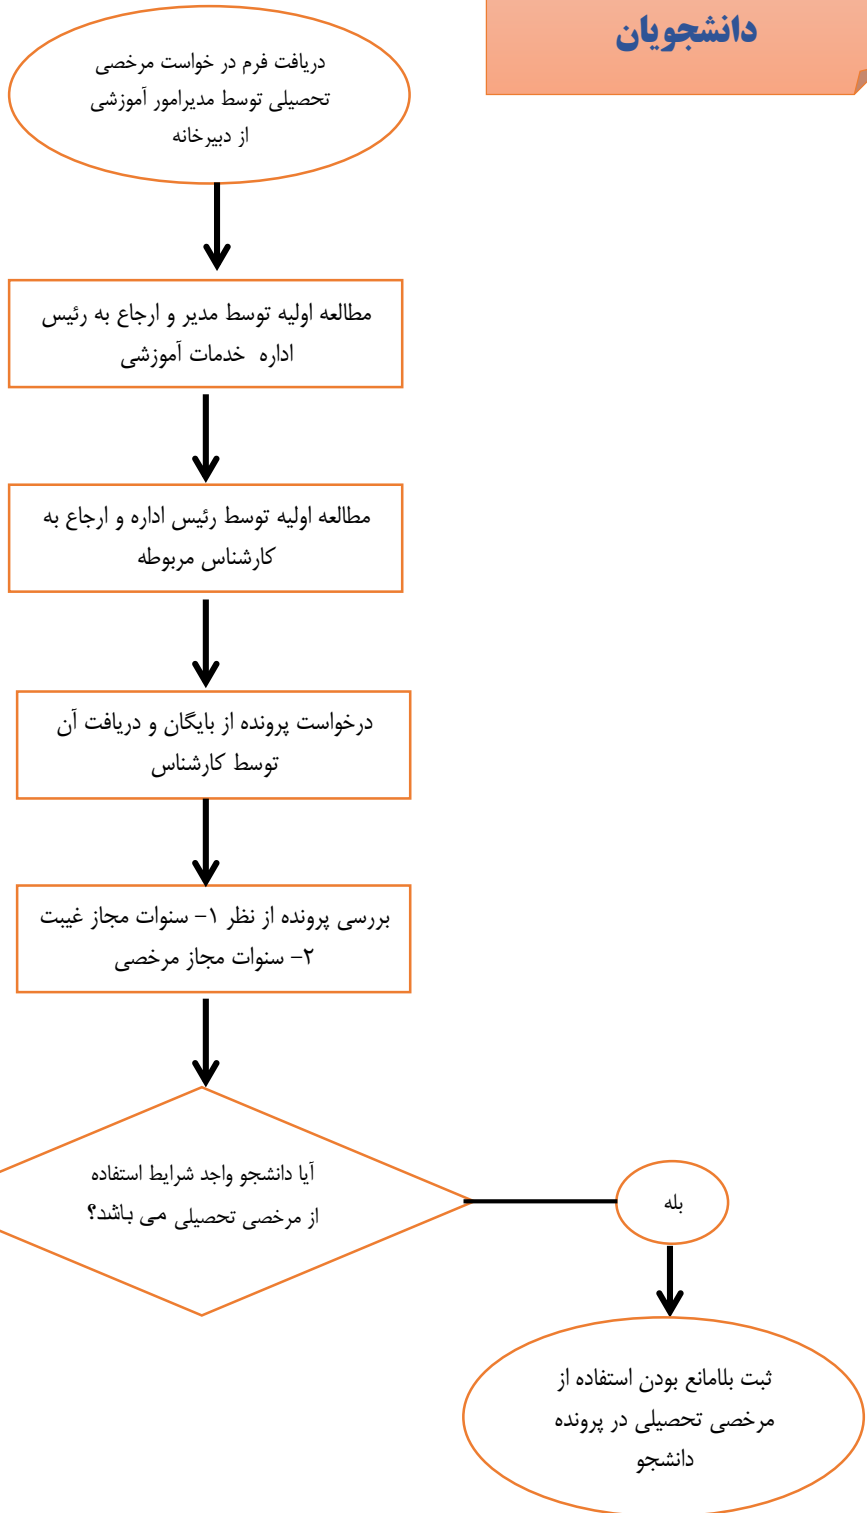 دانشجویان
دریافت فرم در خواست مرخصی
تحصیلی توسط مدیرامور آموزشی
از دبیرخانه
مطالعه اولیه توسط مدیر و ارجاع به رئیس
اداره خدمات آموزشی
مطالعه اولیه توسط رئیس اداره و ارجاع به
کارشناس مربوطه
درخواست پرونده از بایگان و دریافت آن
توسط کارشناس
بررسی پرونده از نظر ۱- سنوات مجاز غیبت
۲- سنوات مجاز مرخصی
آیا دانشجو واجد شرایط استفاده
از مرخصی تحصیلی می باشد؟
بله
ثبت بلامانع بودن استفاده از
مرخصی تحصیلی در پرونده
دانشجو